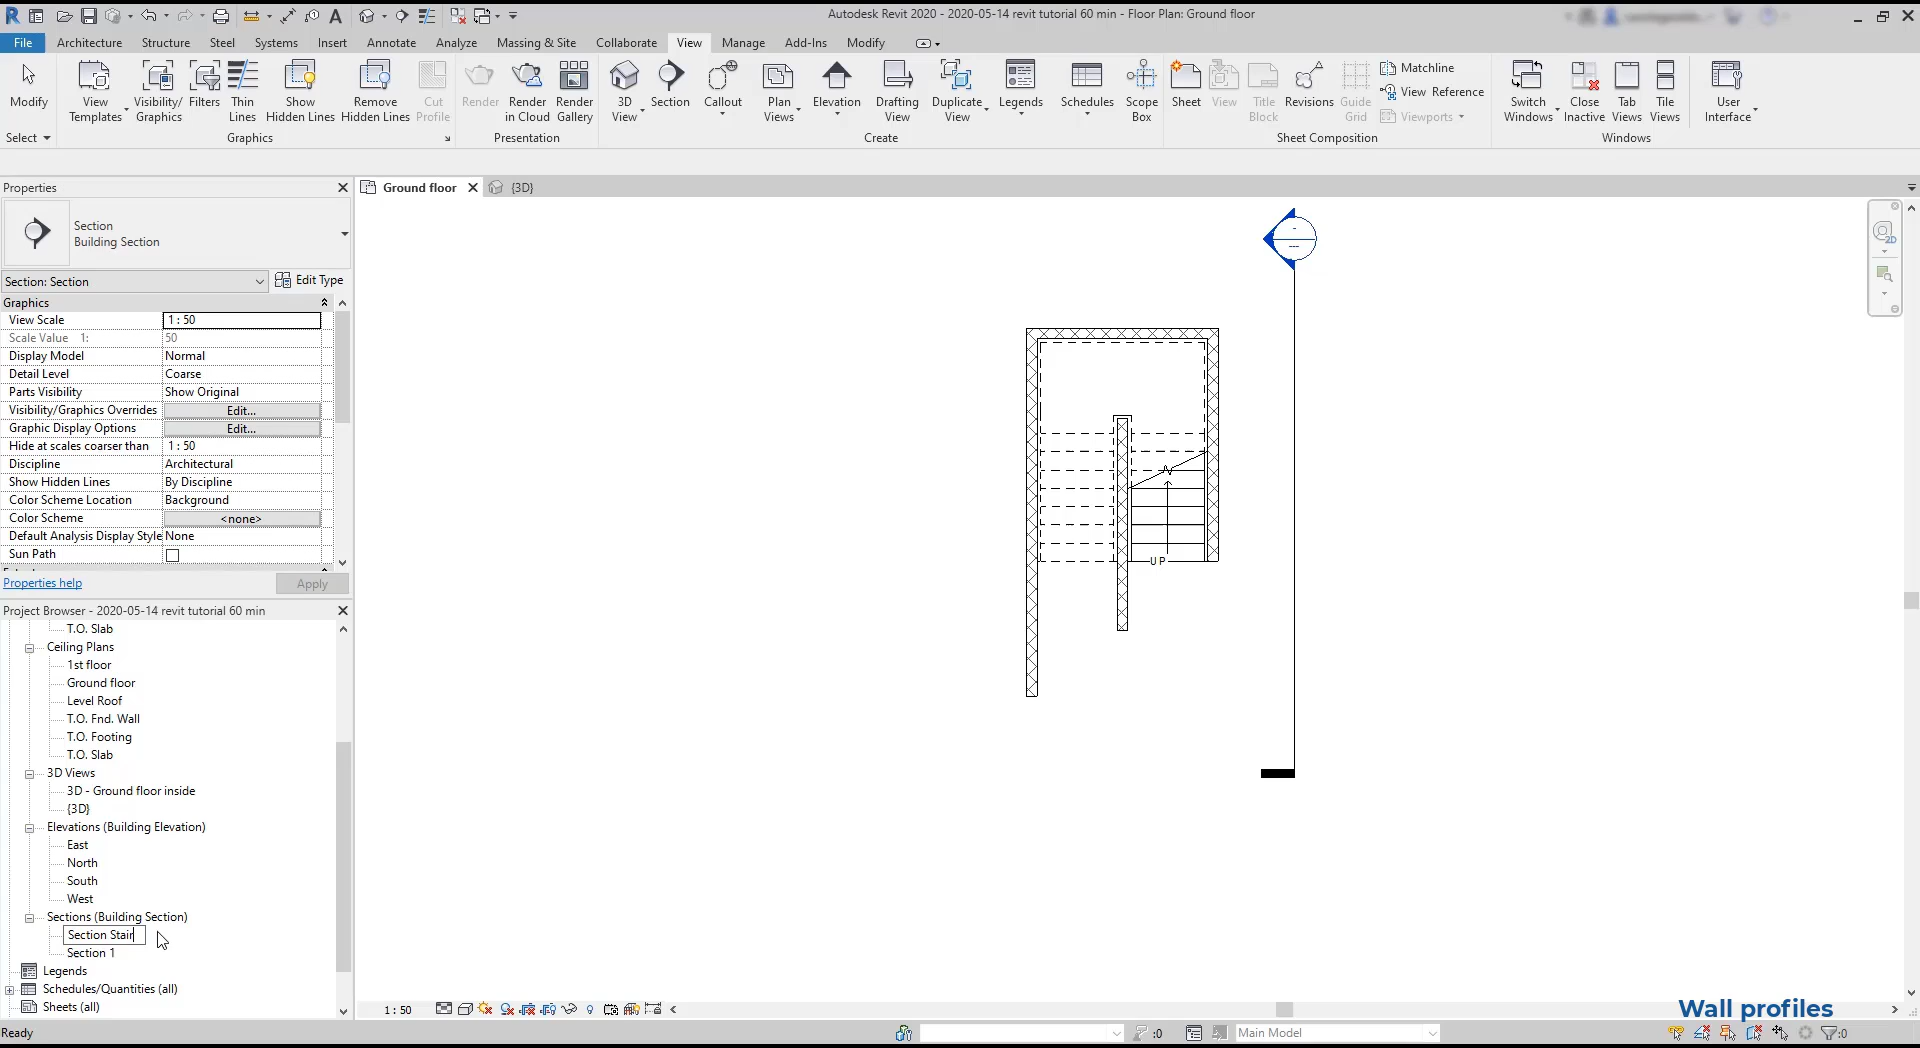 Autodesk Revit 2020 - 2020-05-14 revit tutorial 60 min - Floor Plan: Ground floor
File Architecture Structure Steel Systems Insert Annotate Analyze Massing & Site Collaborate View Manage Add-Ins Modify
Modify
View Templates
Visibility/ Graphics
Filters
Thin Lines
Show Hidden Lines
Remove Hidden Lines
Cut Profile
Render
Render in Cloud
Render Gallery
3D View
Section
Callout
Plan Views
Elevation
Drafting View
Duplicate View
Legends
Schedules
Scope Box
Sheet
View
Title Block
Revisions
Guide Grid
Matchline
View Reference
Viewports
Switch Windows
Close Inactive
Tab Views
Tile Views
User Interface
Select Graphics Presentation Create Sheet Composition Windows
Properties
Ground floor {3D}
Section
Building Section
Section: Section Edit Type
Graphics
View Scale 1 : 50
Scale Value 1: 50
Display Model Normal
Detail Level Coarse
Parts Visibility Show Original
Visibility/Graphics Overrides Edit...
Graphic Display Options Edit...
Hide at scales coarser than 1 : 50
Discipline Architectural
Show Hidden Lines By Discipline
Color Scheme Location Background
Color Scheme <none>
Default Analysis Display Style None
Sun Path
Properties help Apply
Project Browser - 2020-05-14 revit tutorial 60 min
T.O. Slab
Ceiling Plans
1st floor
Ground floor
Level Roof
T.O. Fnd. Wall
T.O. Footing
T.O. Slab
3D Views
3D - Ground floor inside
{3D}
Elevations (Building Elevation)
East
North
South
West
Sections (Building Section)
Section Stair
Section 1
Legends
Schedules/Quantities (all)
Sheets (all)
UP
2D
1 : 50
Wall profiles
Ready :0 Main Model :0